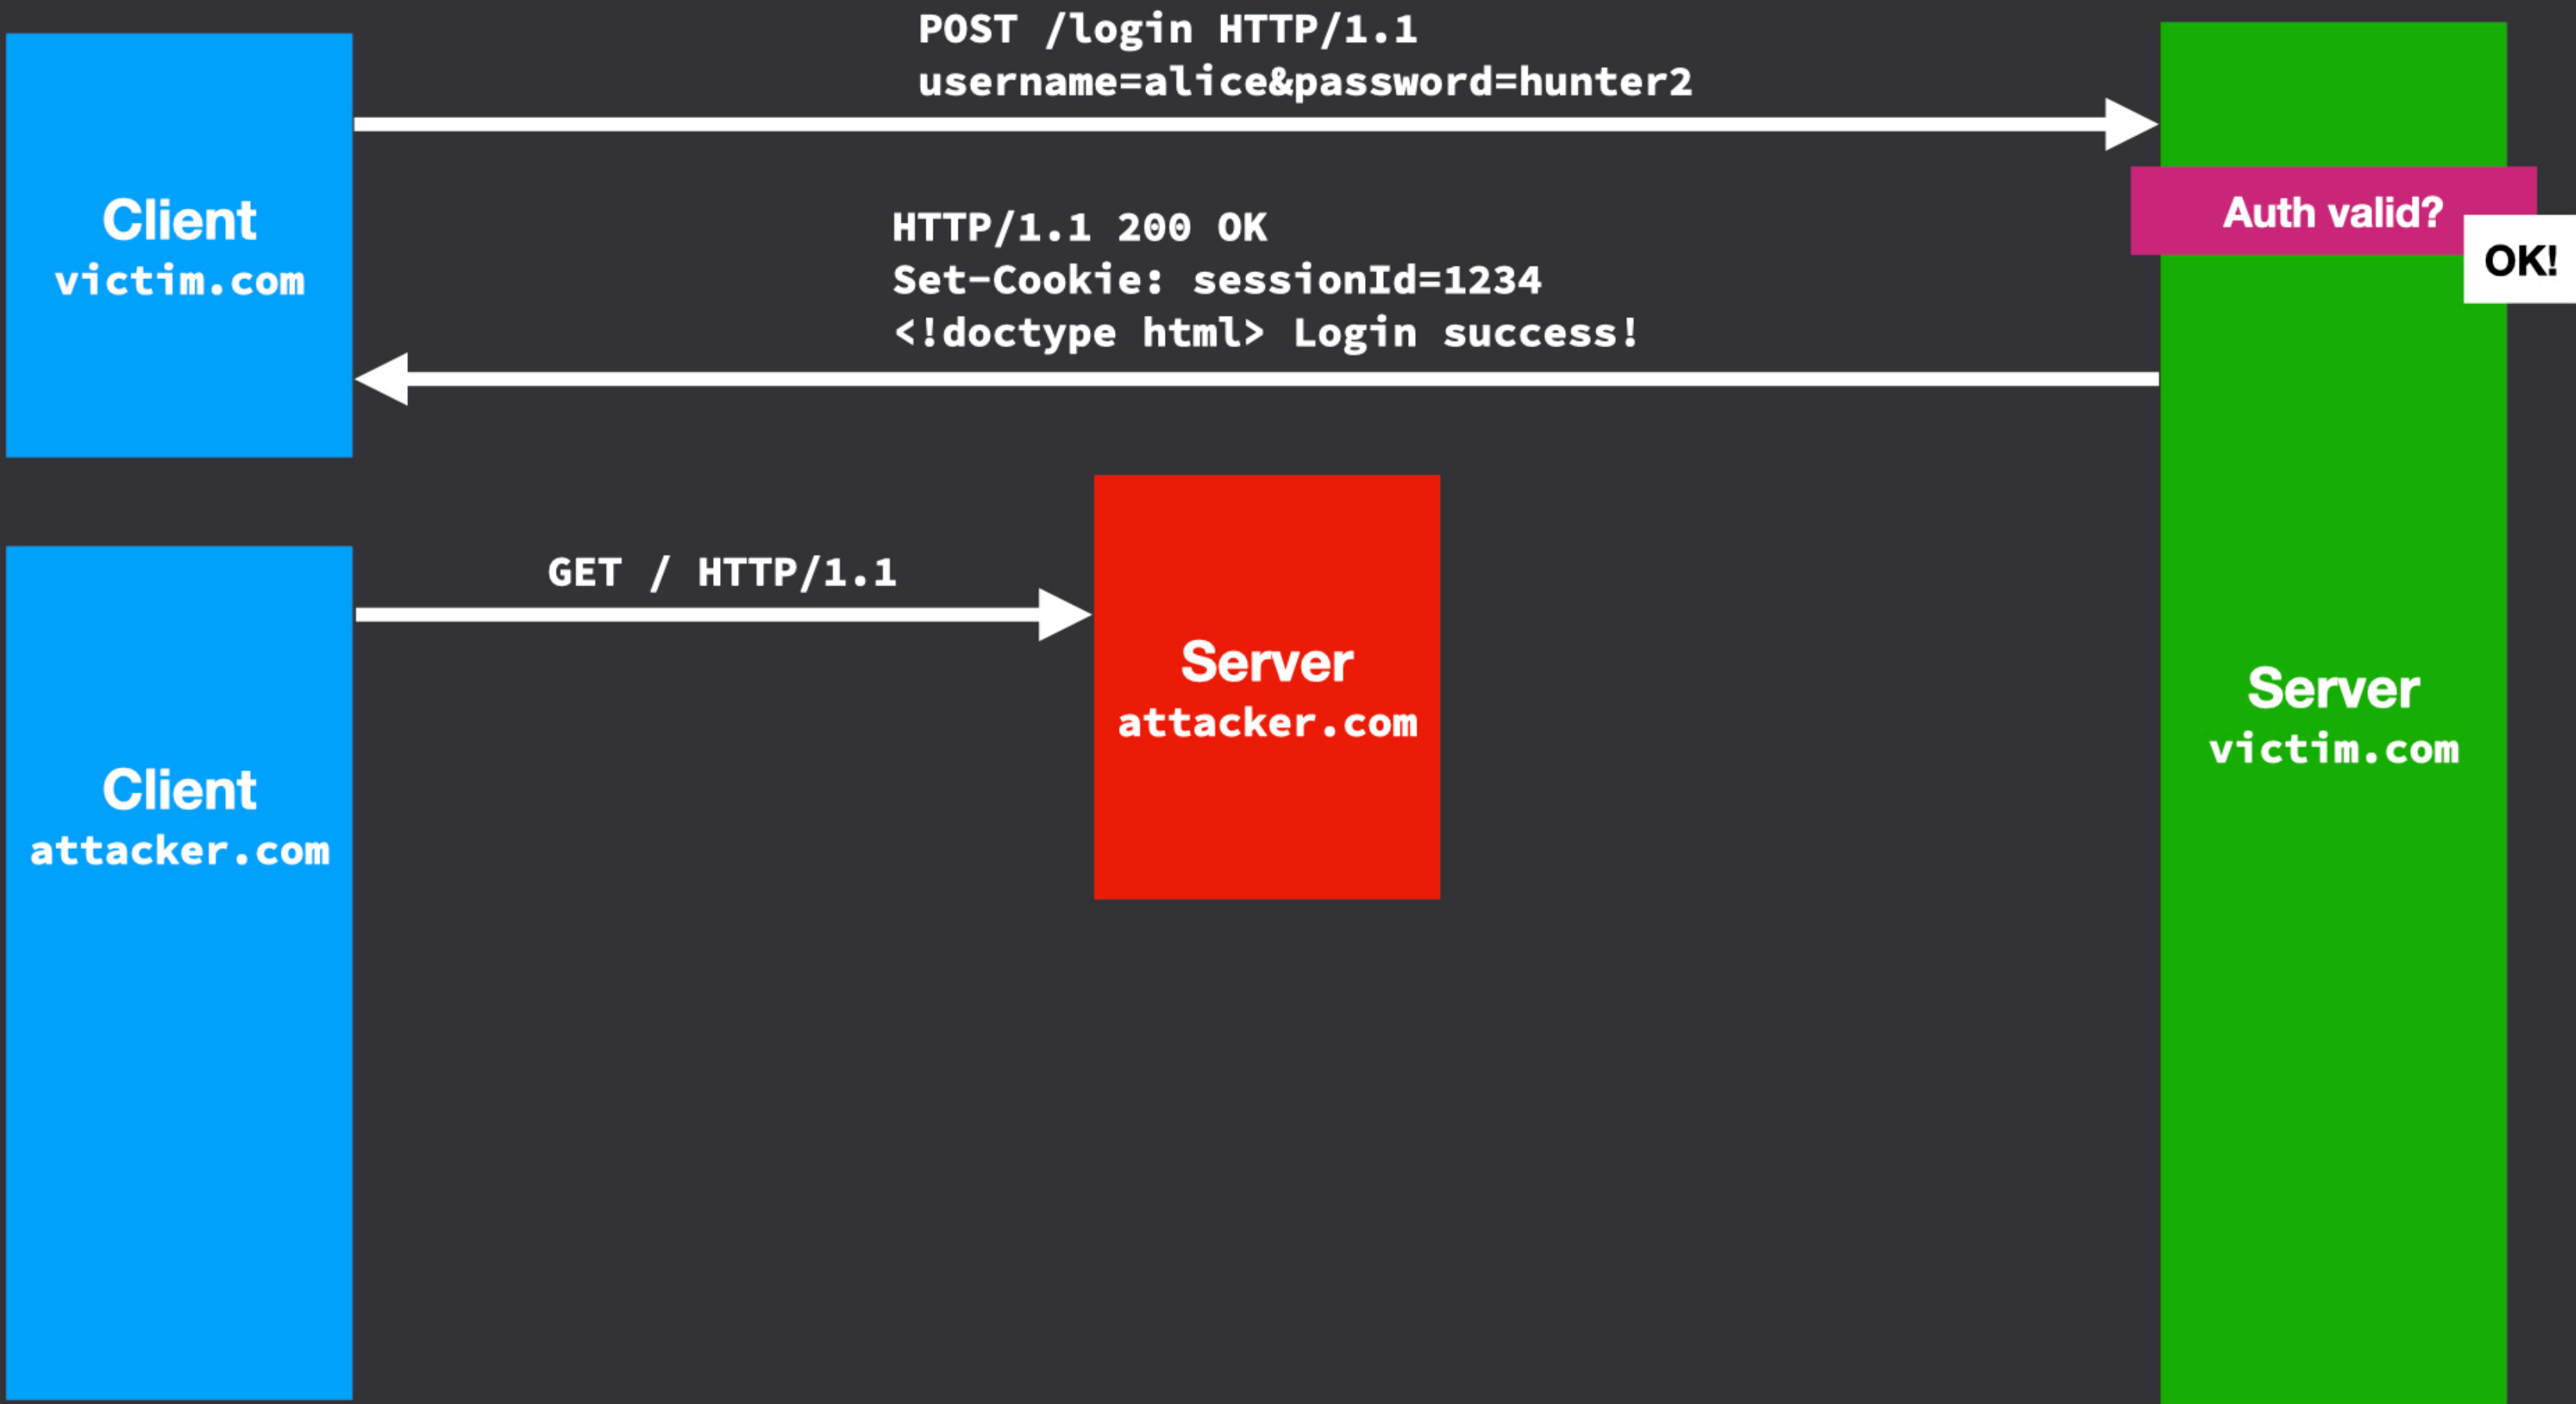 POST /login HTTP/1.1
username=alice&password=hunter2
Client
victim.com
Auth valid?
OK!
HTTP/1.1 200 OK
Set-Cookie: sessionId=1234
<!doctype html> Login success!
GET / HTTP/1.1
Server
attacker.com
Server
victim.com
Client
attacker.com